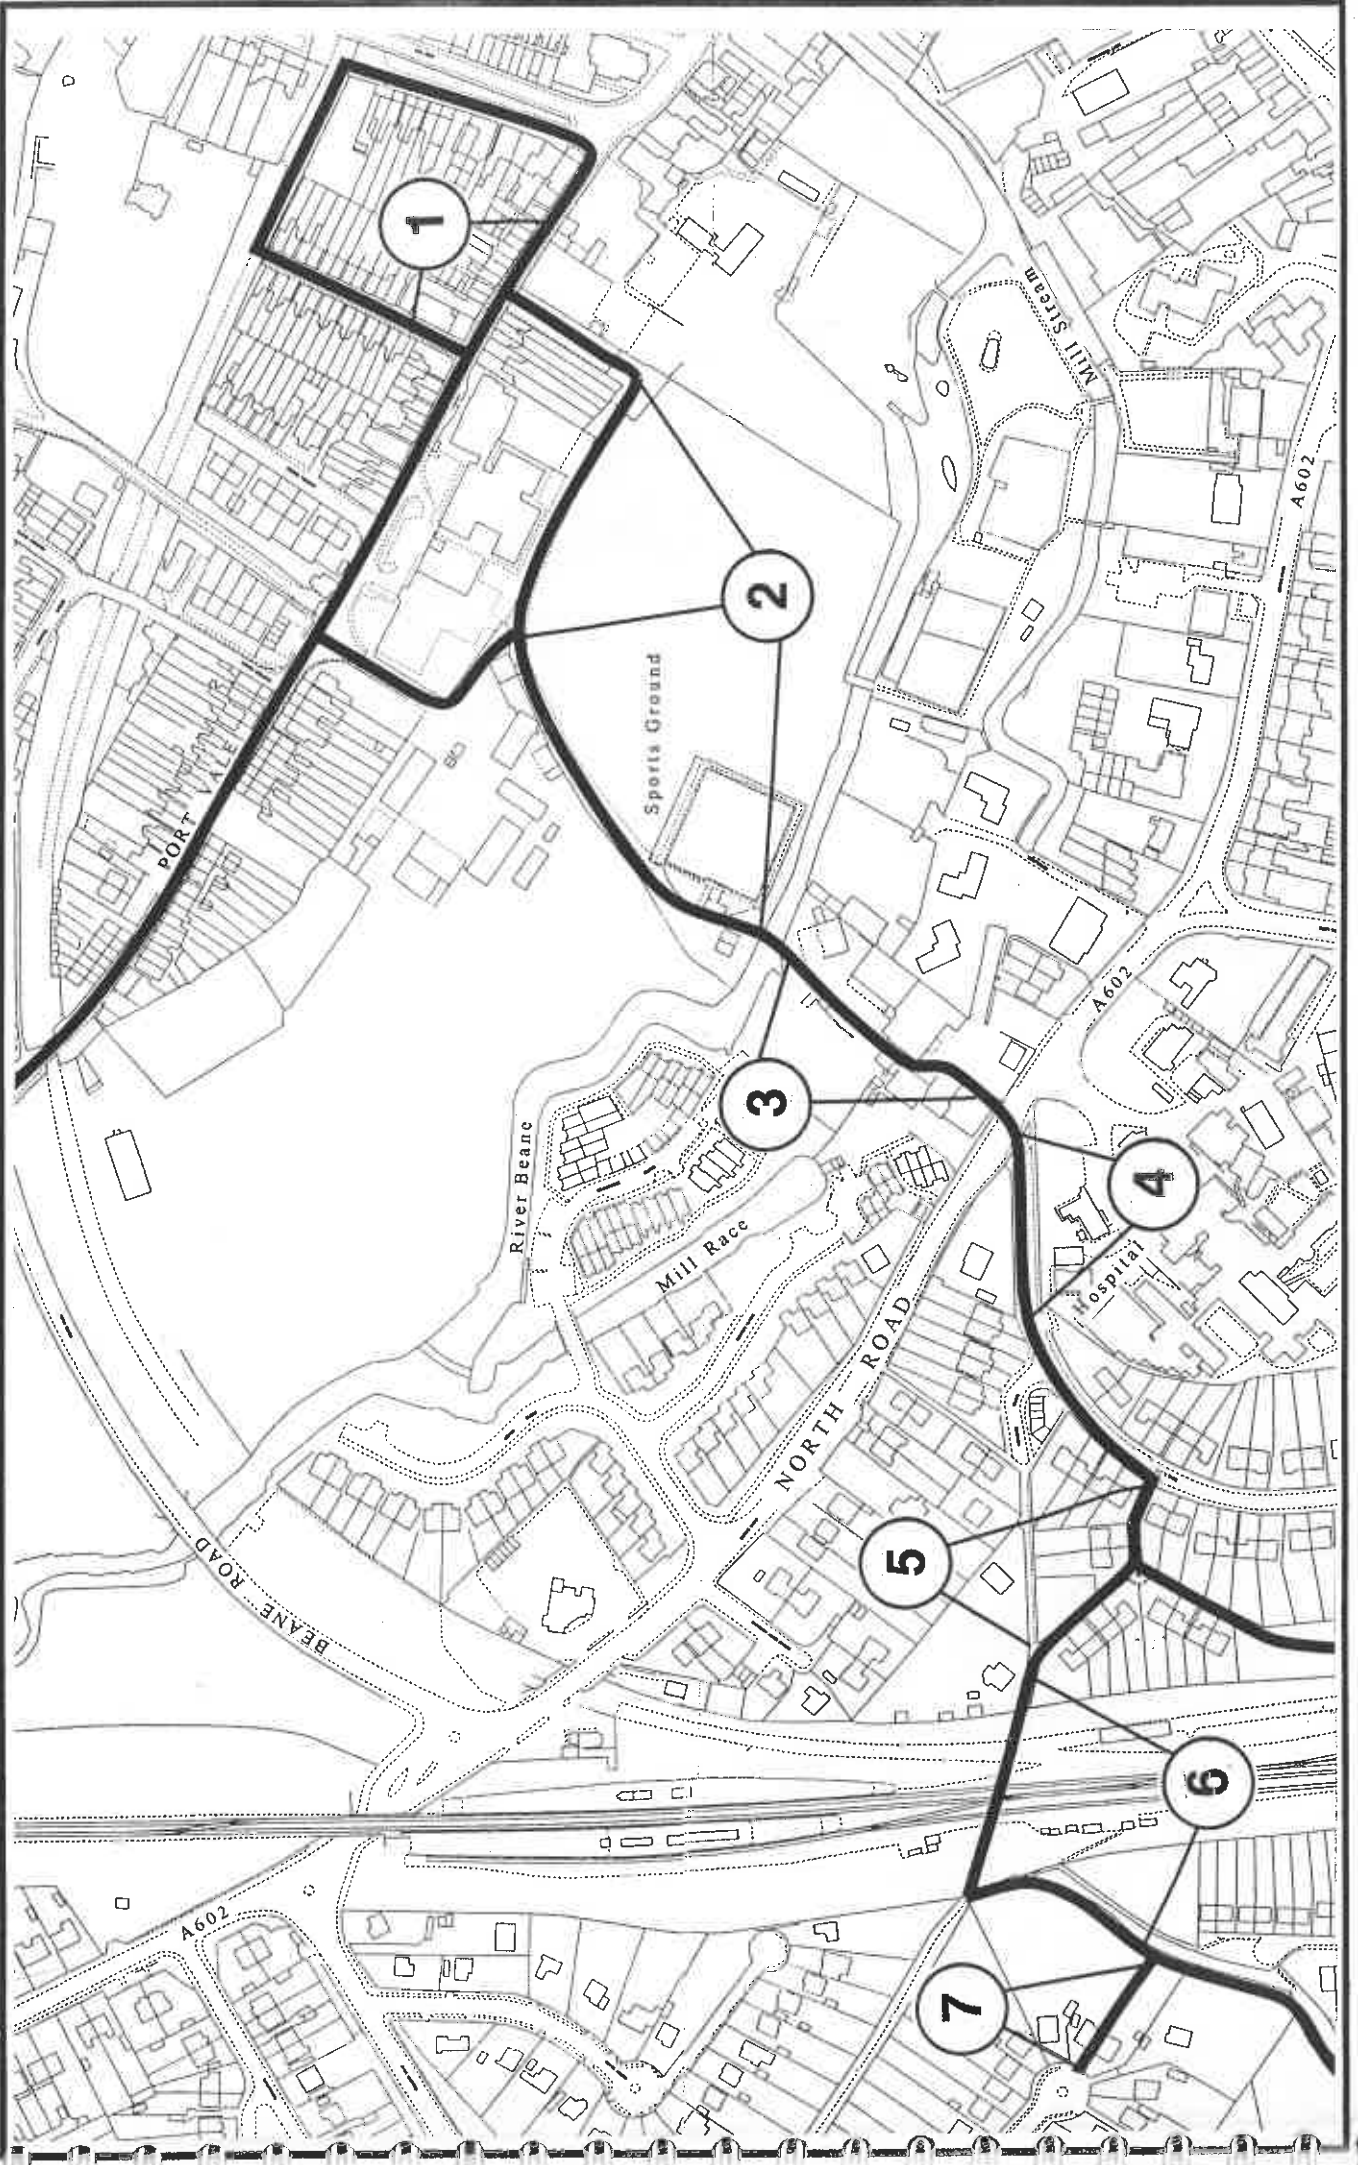 1
Mill Stream
A602
2
Sports Ground
PORT VALE
A602
3
River Beane
4
Mill Race
Hospital
NORTH ROAD
5
BEANE ROAD
6
A602
7